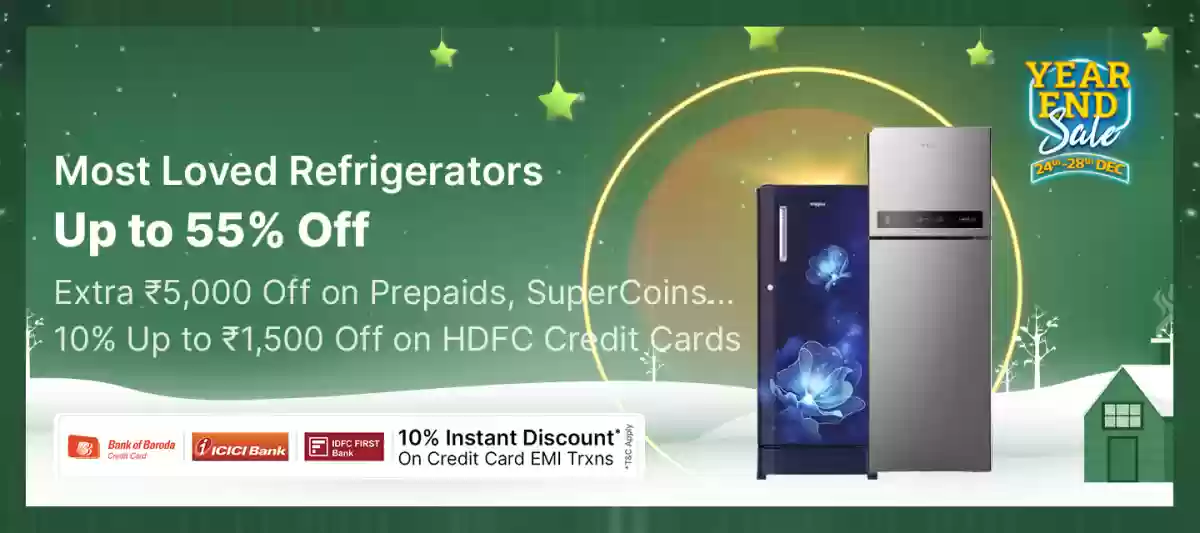 YEAR
END
Sale
24th-28th DEC
Most Loved Refrigerators
Up to 55% Off
Extra ₹5,000 Off on Prepaids, SuperCoins...
10% Up to ₹1,500 Off on HDFC Credit Cards
Bank of Baroda
Credit Card
ICICI Bank
IDFC FIRST
Bank
10% Instant Discount*
On Credit Card EMI Trxns
*T&C Apply